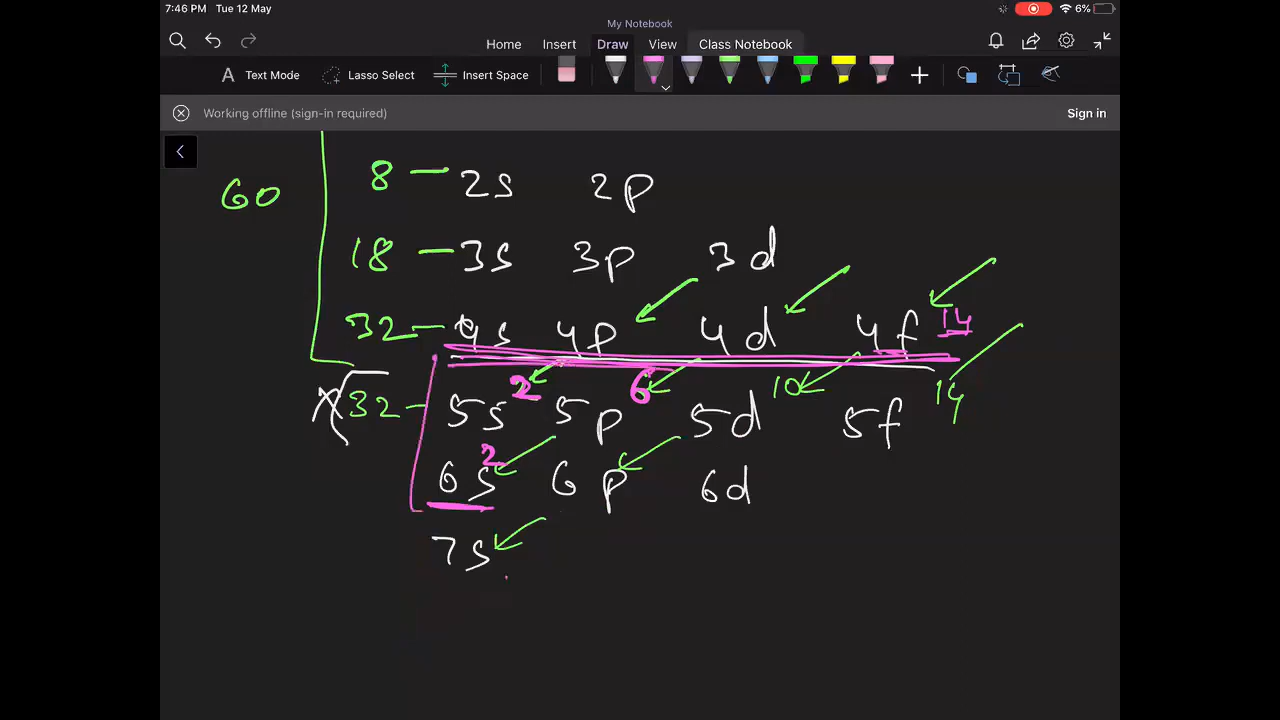 7:46 PM Tue 12 May
6%
My Notebook
Home Insert Draw View Class Notebook
Text Mode Lasso Select Insert Space
Working offline (sign-in required) Sign in
8 – 2s 2p
60
18 – 3s 3p 3d
32 – 4s 4p 4d 4f 14
2 6 10 14
32 – 5s 5p 5d 5f
2
6s 6p 6d
7s